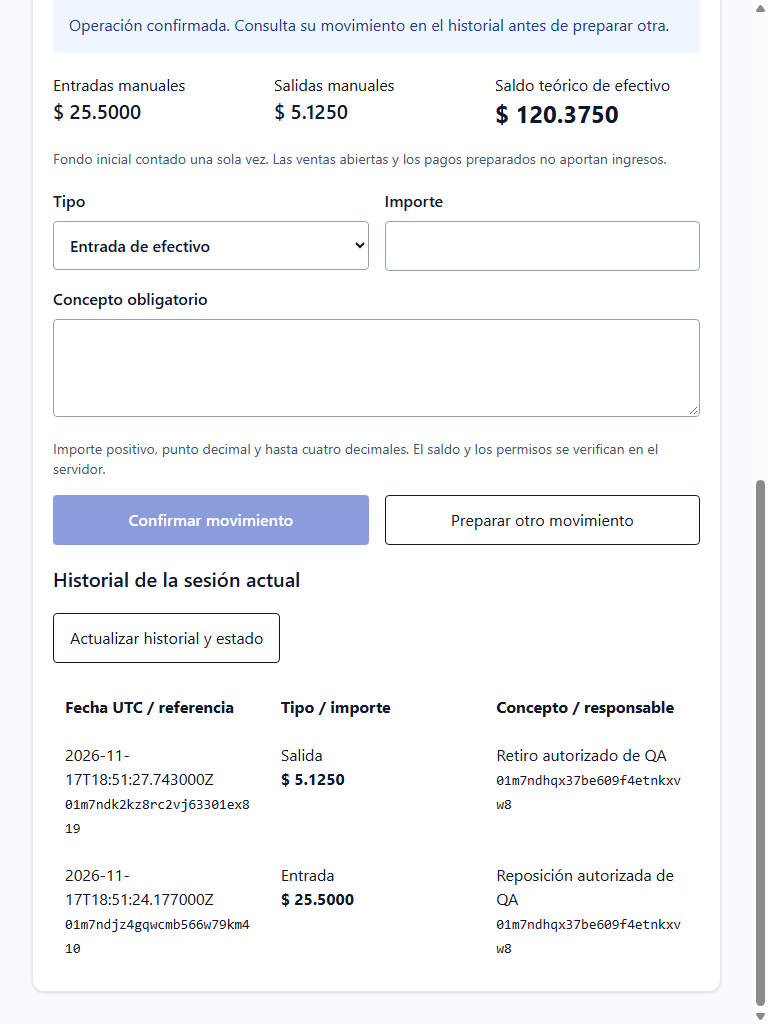 Operación confirmada. Consulta su movimiento en el historial antes de preparar otra.
Entradas manuales
$ 25.5000
Salidas manuales
$ 5.1250
Saldo teórico de efectivo
$ 120.3750
Fondo inicial contado una sola vez. Las ventas abiertas y los pagos preparados no aportan ingresos.
Tipo
Entrada de efectivo
Importe
Concepto obligatorio
Importe positivo, punto decimal y hasta cuatro decimales. El saldo y los permisos se verifican en el
servidor.
Confirmar movimiento
Preparar otro movimiento
Historial de la sesión actual
Actualizar historial y estado
Fecha UTC / referencia
Tipo / importe
Concepto / responsable
2026-11-
17T18:51:27.743000Z
01m7ndk2kz8rc2vj63301ex8
19
Salida
$ 5.1250
Retiro autorizado de QA
01m7ndhqx37be609f4etnkxv
w8
2026-11-
17T18:51:24.177000Z
01m7ndjz4gqwcmb566w79km4
10
Entrada
$ 25.5000
Reposición autorizada de
QA
01m7ndhqx37be609f4etnkxv
w8